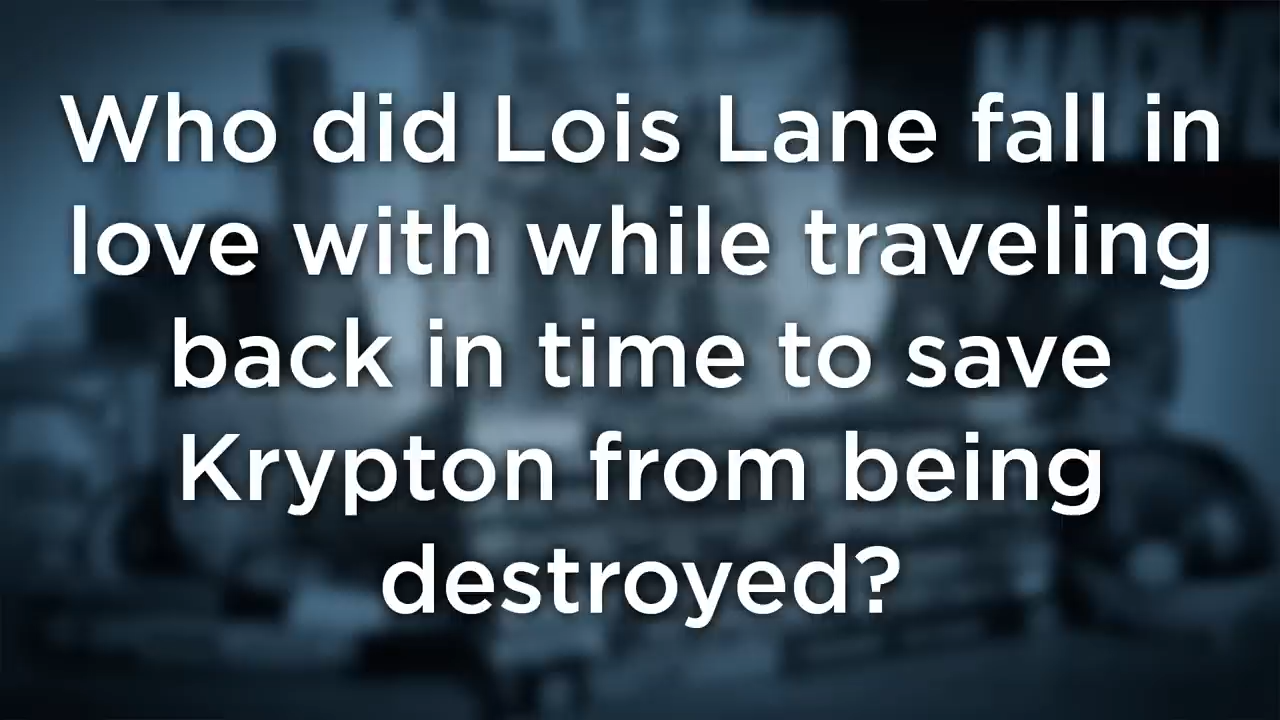 MARVE
Who did Lois Lane fall in
love with while traveling
back in time to save
Krypton from being
destroyed?